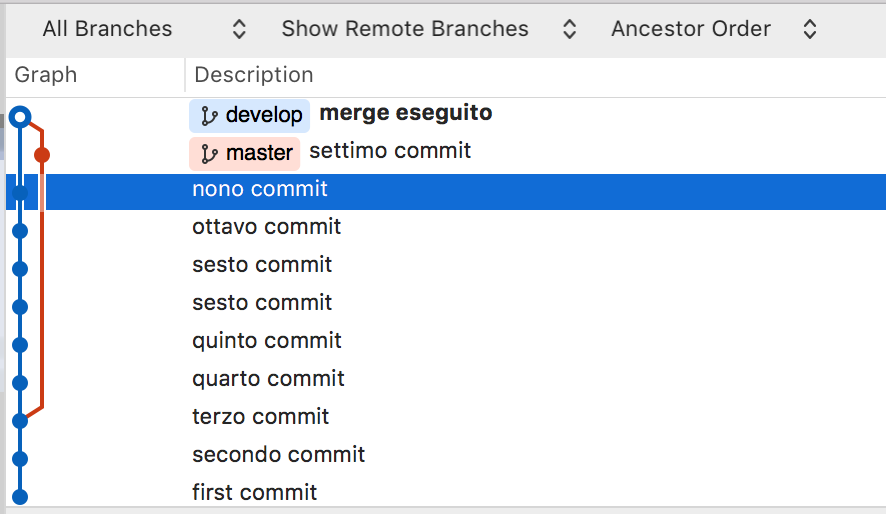 All Branches Show Remote Branches Ancestor Order
Graph Description
develop merge eseguito
master settimo commit
nono commit
ottavo commit
sesto commit
sesto commit
quinto commit
quarto commit
terzo commit
secondo commit
first commit